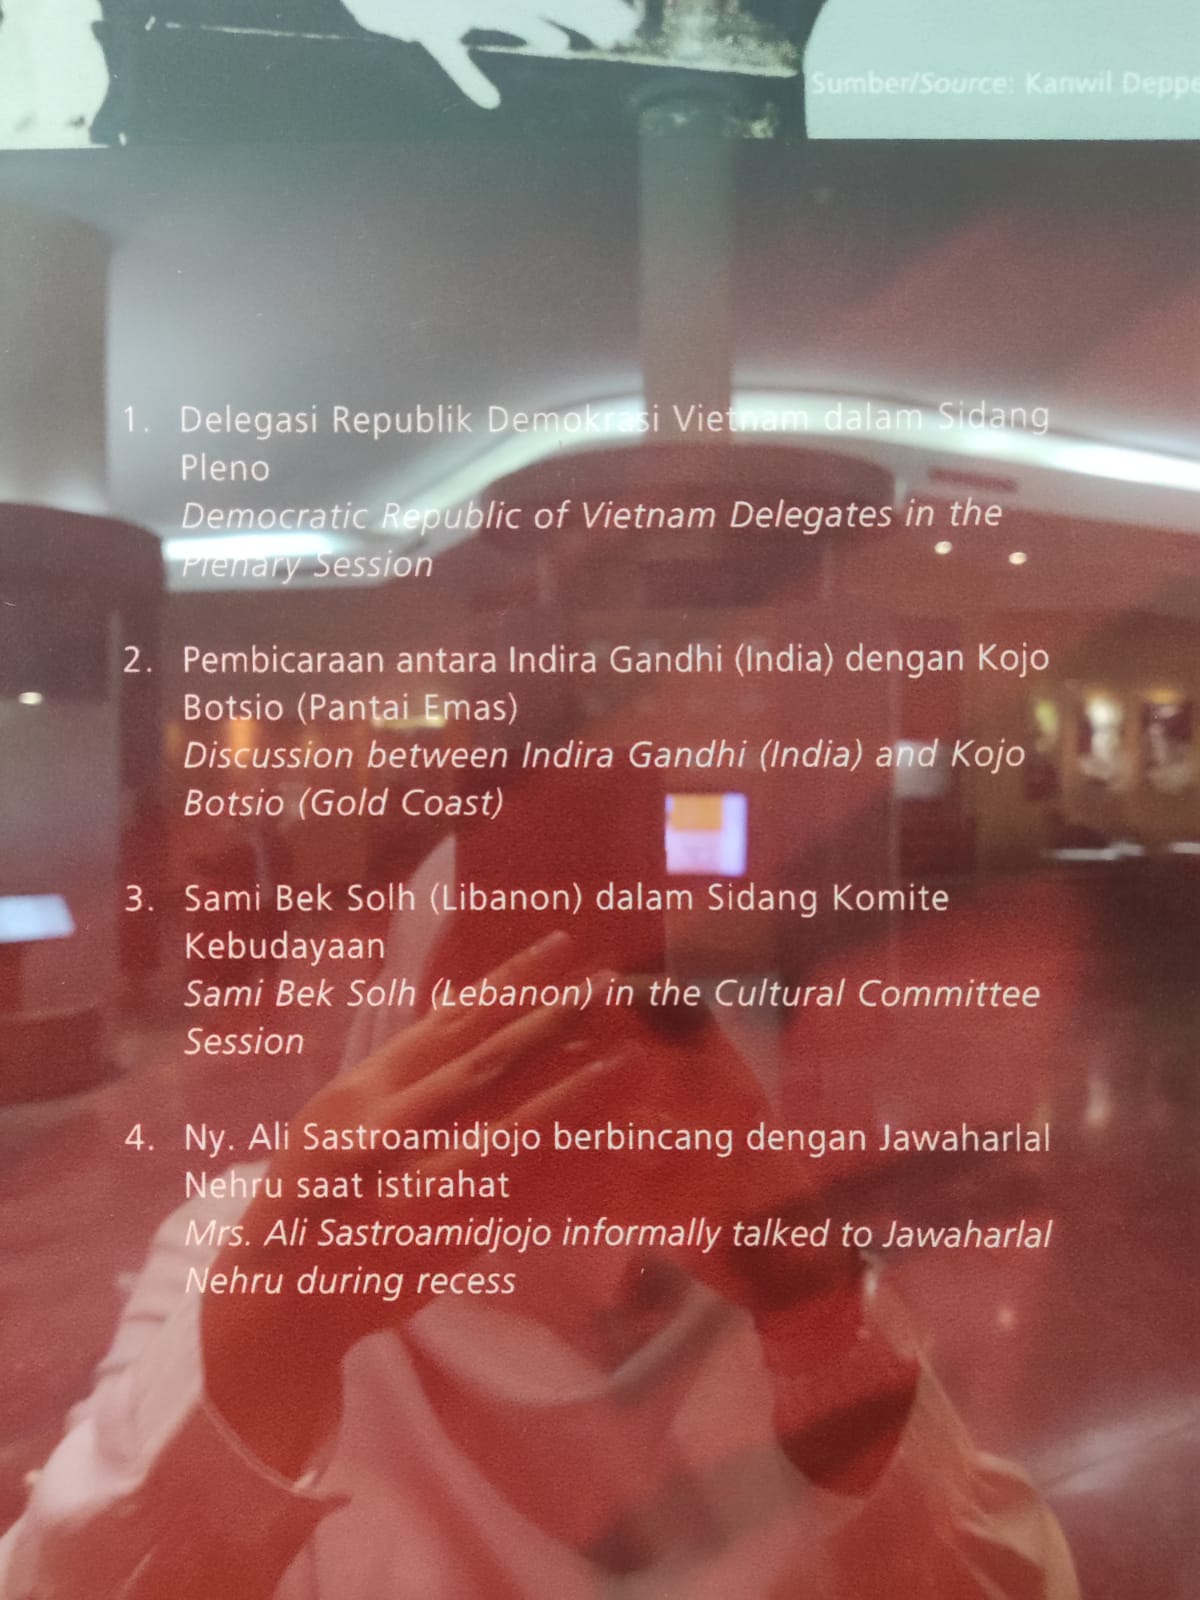 Sumber/Source: Kanwil
1. Delegasi Republik Demokrasi Vietnam dalam Sidang
Pleno
Democratic Republic of Vietnam Delegates in the
Plenary Session
2. Pembicaraan antara Indira Gandhi (India) dengan Kojo
Botsio (Pantai Emas)
Discussion between Indira Gandhi (India) and Kojo
Botsio (Gold Coast)
3. Sami Bek Solh (Libanon) dalam Sidang Komite
Kebudayaan
Sami Bek Solh (Lebanon) in the Cultural Committee
Session
4. Ny. Ali Sastroamidjojo berbincang dengan Jawaharlal
Nehru saat istirahat
Mrs. Ali Sastroamidjojo informally talked to Jawaharlal
Nehru during recess